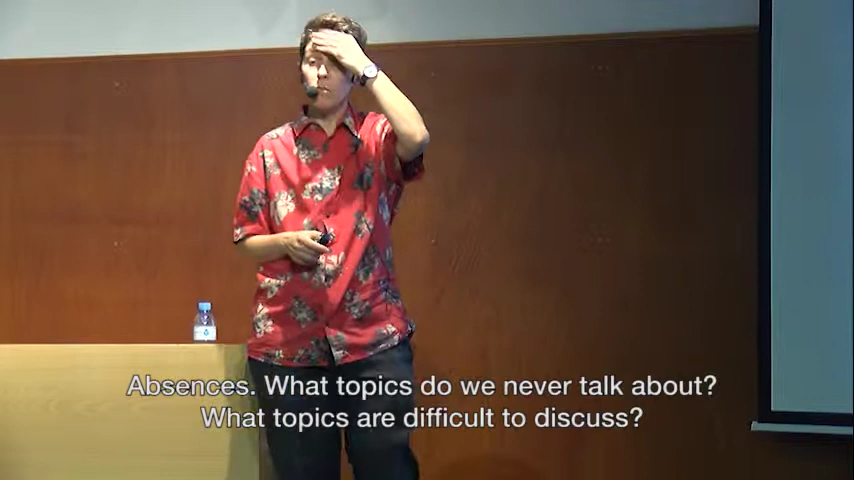 Absences. What topics do we never talk about?
What topics are difficult to discuss?